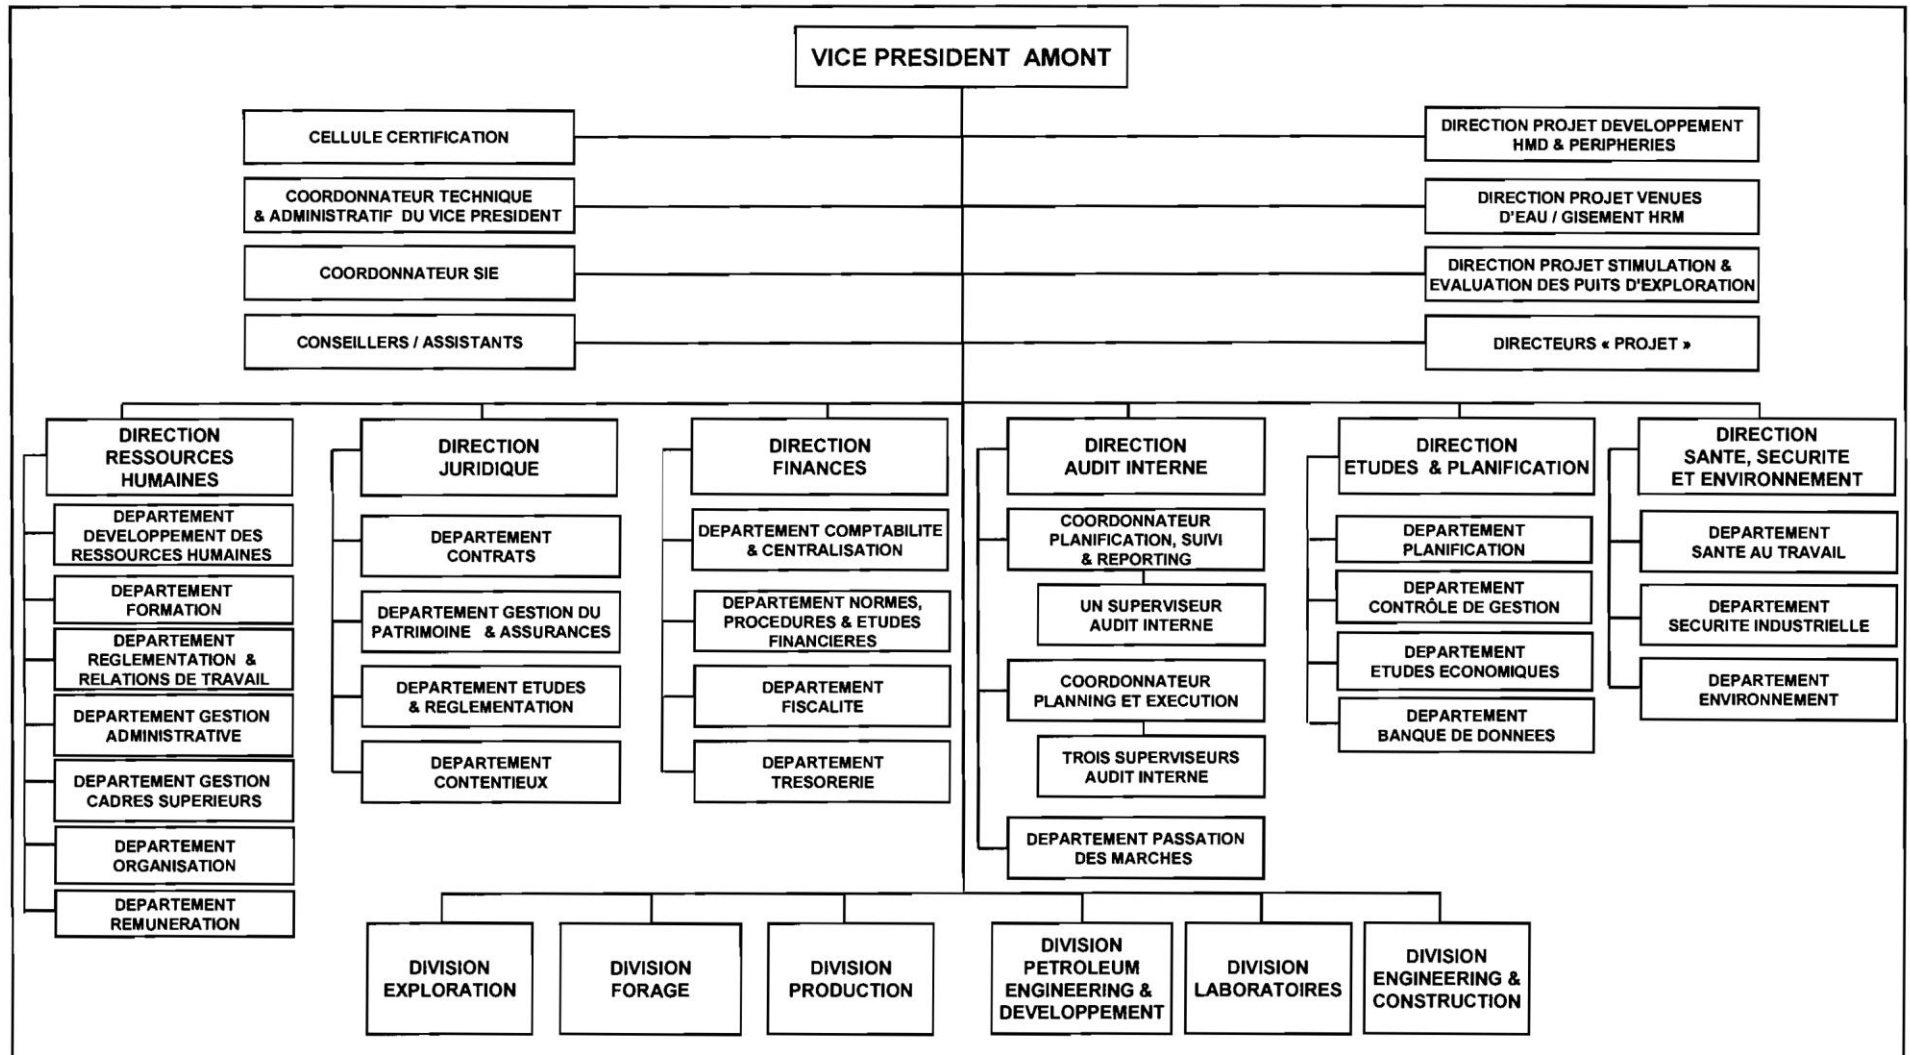 VICE PRESIDENT AMONT
CELLULE CERTIFICATION
DIRECTION PROJET DEVELOPPEMENT
HMD & PERIPHERIES
COORDONNATEUR TECHNIQUE
& ADMINISTRATIF DU VICE PRESIDENT
DIRECTION PROJET VENUES
D'EAU / GISEMENT HRM
COORDONNATEUR SIE
DIRECTION PROJET STIMULATION &
EVALUATION DES PUITS D'EXPLORATION
CONSEILLERS / ASSISTANTS
DIRECTEURS « PROJET »
DIRECTION
RESSOURCES
HUMAINES
DEPARTEMENT
DEVELOPPEMENT DES
RESSOURCES HUMAINES
DEPARTEMENT
FORMATION
DEPARTEMENT
REGLEMENTATION &
RELATIONS DE TRAVAIL
DEPARTEMENT GESTION
ADMINISTRATIVE
DEPARTEMENT GESTION
CADRES SUPERIEURS
DEPARTEMENT
ORGANISATION
DEPARTEMENT
REMUNERATION
DIRECTION
JURIDIQUE
DEPARTEMENT
CONTRATS
DEPARTEMENT GESTION DU
PATRIMOINE & ASSURANCES
DEPARTEMENT ETUDES
& REGLEMENTATION
DEPARTEMENT
CONTENTIEUX
DIRECTION
FINANCES
DEPARTEMENT COMPTABILITE
& CENTRALISATION
DEPARTEMENT NORMES,
PROCEDURES & ETUDES
FINANCIERES
DEPARTEMENT
FISCALITE
DEPARTEMENT
TRESORERIE
DIRECTION
AUDIT INTERNE
COORDONNATEUR
PLANIFICATION, SUIVI
& REPORTING
UN SUPERVISEUR
AUDIT INTERNE
COORDONNATEUR
PLANNING ET EXECUTION
TROIS SUPERVISEURS
AUDIT INTERNE
DEPARTEMENT PASSATION
DES MARCHES
DIRECTION
ETUDES & PLANIFICATION
DEPARTEMENT
PLANIFICATION
DEPARTEMENT
CONTRÔLE DE GESTION
DEPARTEMENT
ETUDES ECONOMIQUES
DEPARTEMENT
BANQUE DE DONNEES
DIRECTION
SANTE, SECURITE
ET ENVIRONNEMENT
DEPARTEMENT
SANTE AU TRAVAIL
DEPARTEMENT
SECURITE INDUSTRIELLE
DEPARTEMENT
ENVIRONNEMENT
DIVISION
EXPLORATION
DIVISION
FORAGE
DIVISION
PRODUCTION
DIVISION
PETROLEUM
ENGINEERING &
DEVELOPPEMENT
DIVISION
LABORATOIRES
DIVISION
ENGINEERING &
CONSTRUCTION